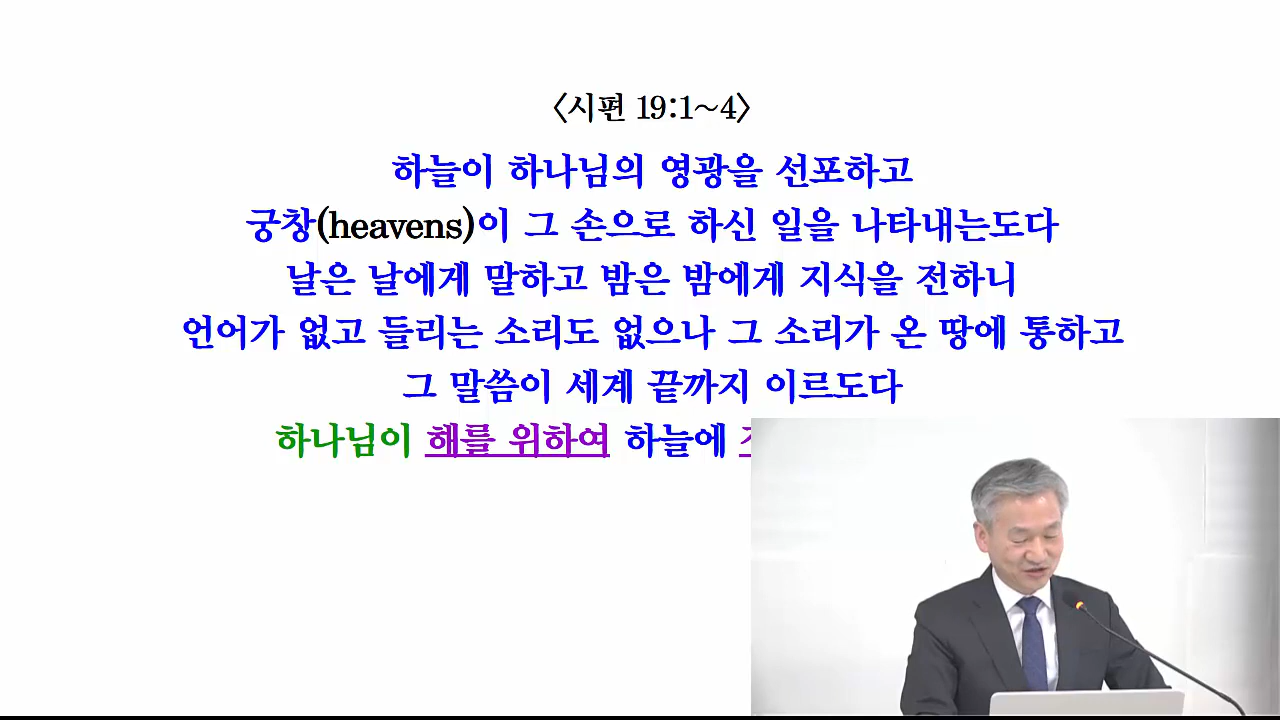 〈시편 19:1~4〉
하늘이 하나님의 영광을 선포하고
궁창(heavens)이 그 손으로 하신 일을 나타내는도다
날은 날에게 말하고 밤은 밤에게 지식을 전하니
언어가 없고 들리는 소리도 없으나 그 소리가 온 땅에 통하고
그 말씀이 세계 끝까지 이르도다
하나님이 해를 위하여 하늘에